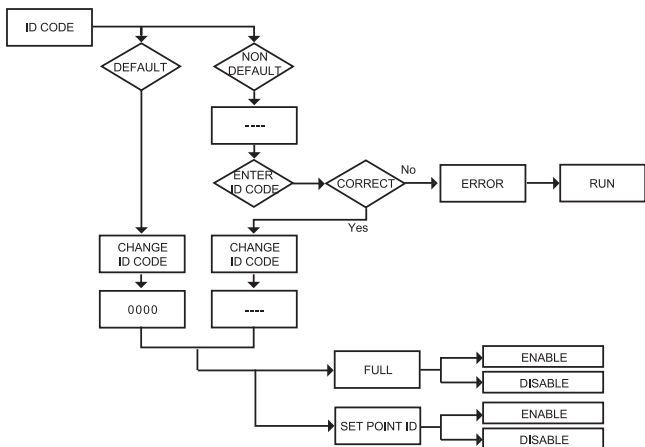 ID CODE
DEFAULT
NON
DEFAULT
----
ENTER
ID CODE
CORRECT
No
ERROR
RUN
Yes
CHANGE
ID CODE
CHANGE
ID CODE
0000
----
FULL
ENABLE
DISABLE
SET POINT ID
ENABLE
DISABLE